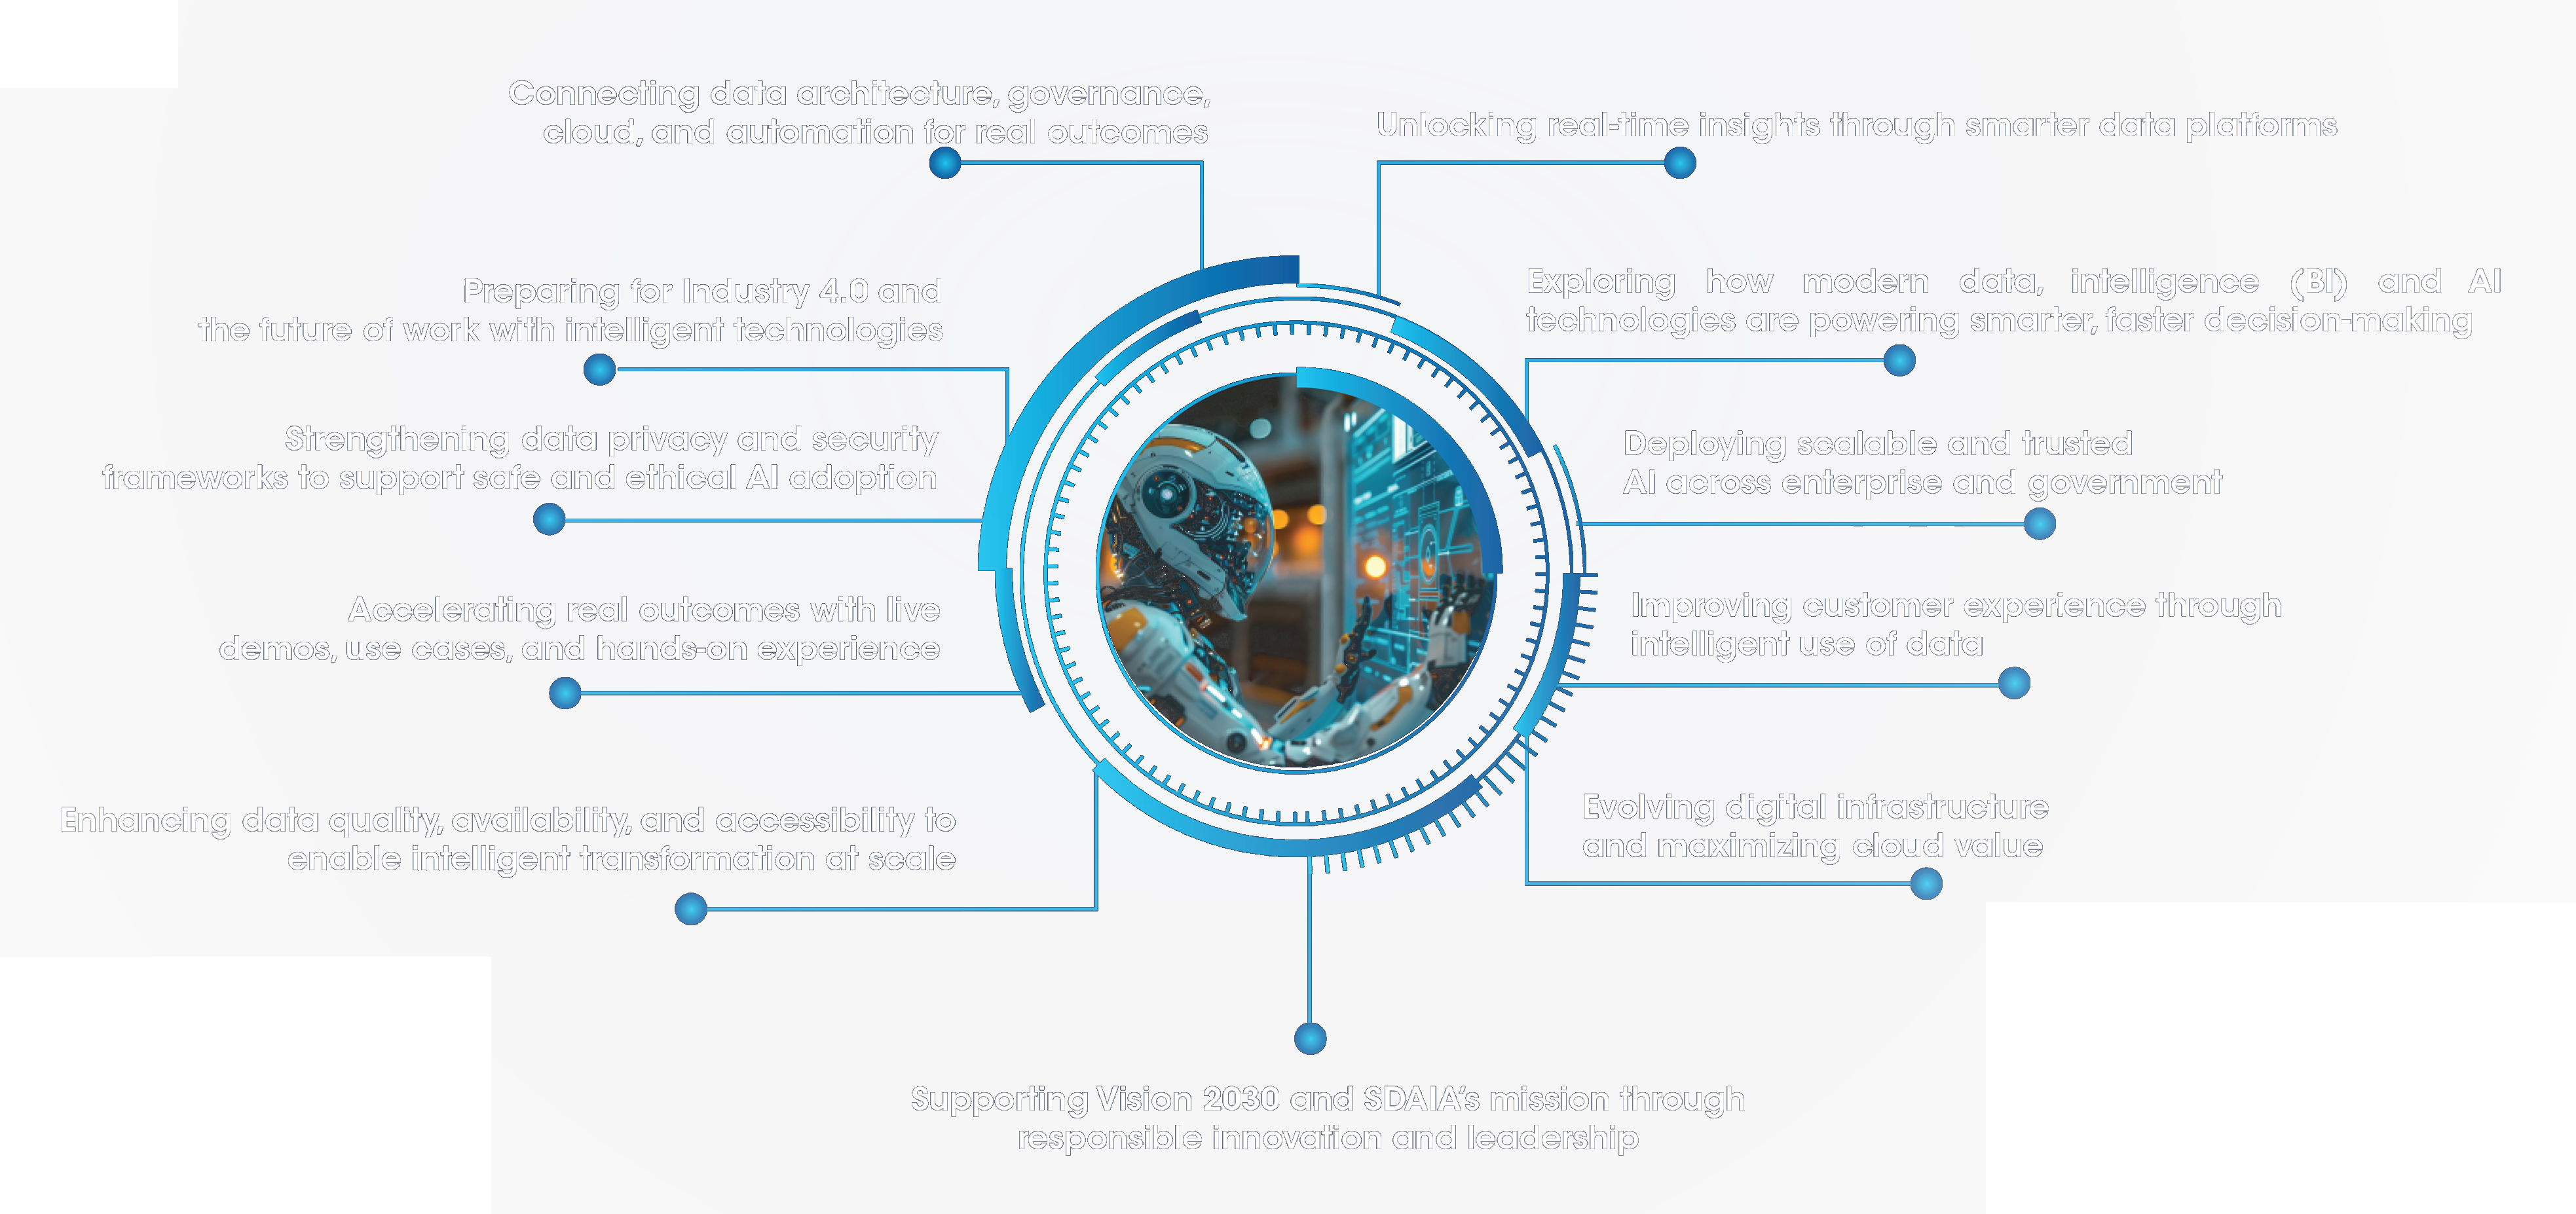 Connecting data architecture, governance,
cloud, and automation for real outcomes
Unlocking real-time insights through smarter data platforms
Preparing for Industry 4.0 and
the future of work with intelligent technologies
Exploring how modern data, intelligence (BI) and AI
technologies are powering smarter, faster decision-making
Strengthening data privacy and security
frameworks to support safe and ethical AI adoption
Deploying scalable and trusted
AI across enterprise and government
Accelerating real outcomes with live
demos, use cases, and hands-on experience
Improving customer experience through
intelligent use of data
Enhancing data quality, availability, and accessibility to
enable intelligent transformation at scale
Evolving digital infrastructure
and maximizing cloud value
Supporting Vision 2030 and SDAIA‘s mission through
responsible innovation and leadership